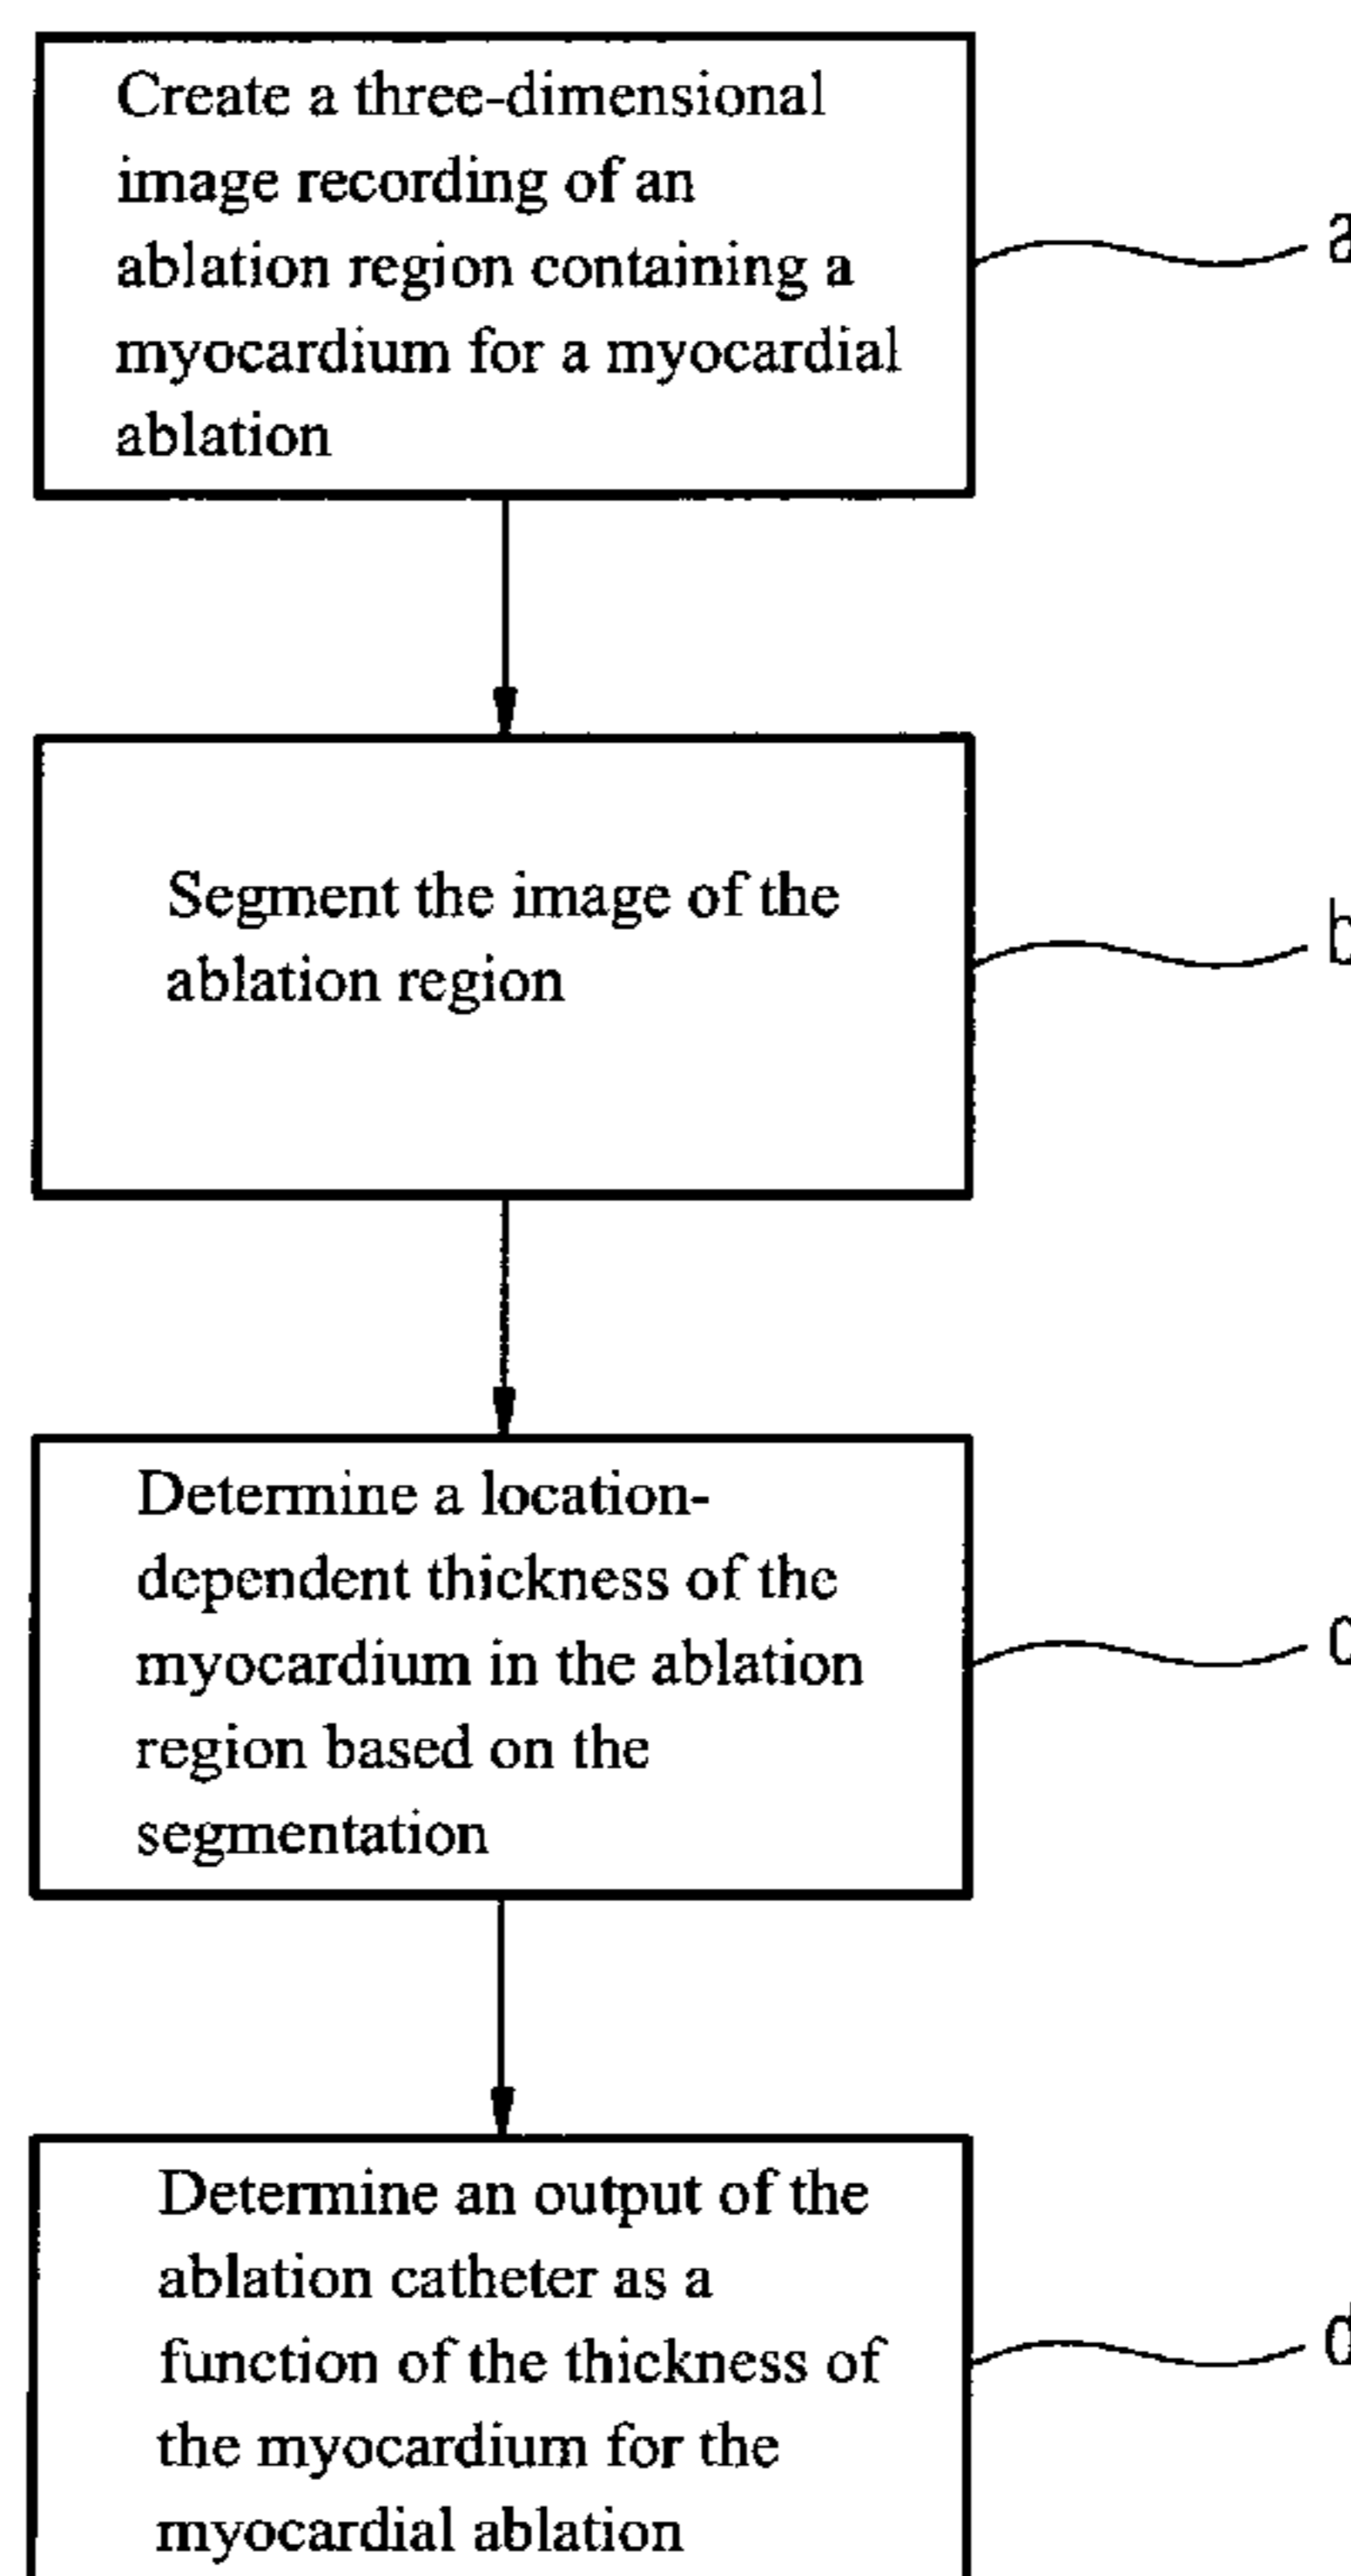 Create a three-dimensional
image recording of an
ablation region containing a
myocardium for a myocardial
ablation
a
Segment the image of the
ablation region
b
Determine a location-
dependent thickness of the
myocardium in the ablation
region based on the
segmentation
Determine an output of the
ablation catheter as a
function of the thickness of
the myocardium for the
myocardial ablation
d